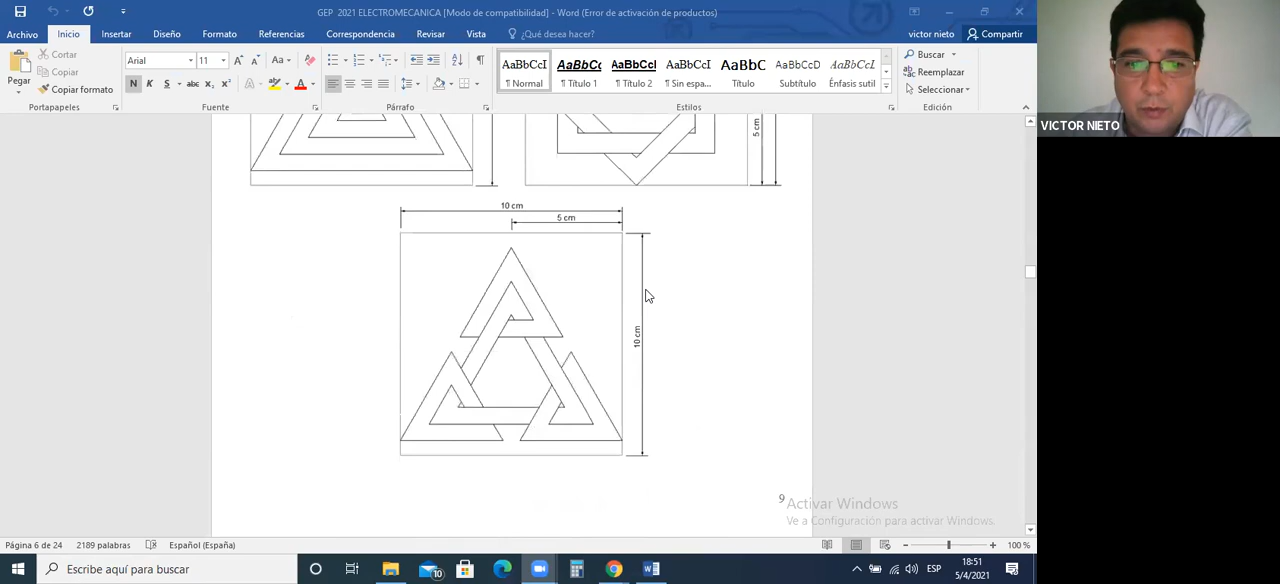 GEP 2021 ELECTROMECANICA [Modo de compatibilidad] - Word (Error de activación de productos)
Archivo Inicio Insertar Diseño Formato Referencias Correspondencia Revisar Vista ¿Qué desea hacer? victor nieto Compartir
Pegar
Cortar
Copiar
Copiar formato
Portapapeles
Arial 11
Aa
N K S abc x₂ x² A A
Fuente
Párrafo
AaBbCcI AaBbCc AaBbCcI AaBbCcI AaBbC AaBbCcD AaBbCcI
¶ Normal ¶ Título 1 ¶ Título 2 ¶ Sin espa... Título Subtítulo Énfasis sutil
Estilos
Buscar
Reemplazar
Seleccionar
Edición
VICTOR NIETO
5 cm
10 cm
5 cm
10 cm
9
Activar Windows
Ve a Configuración para activar Windows.
Página 6 de 24 2189 palabras Español (España) 100 %
Escribe aquí para buscar
10
ESP
18:51
5/4/2021